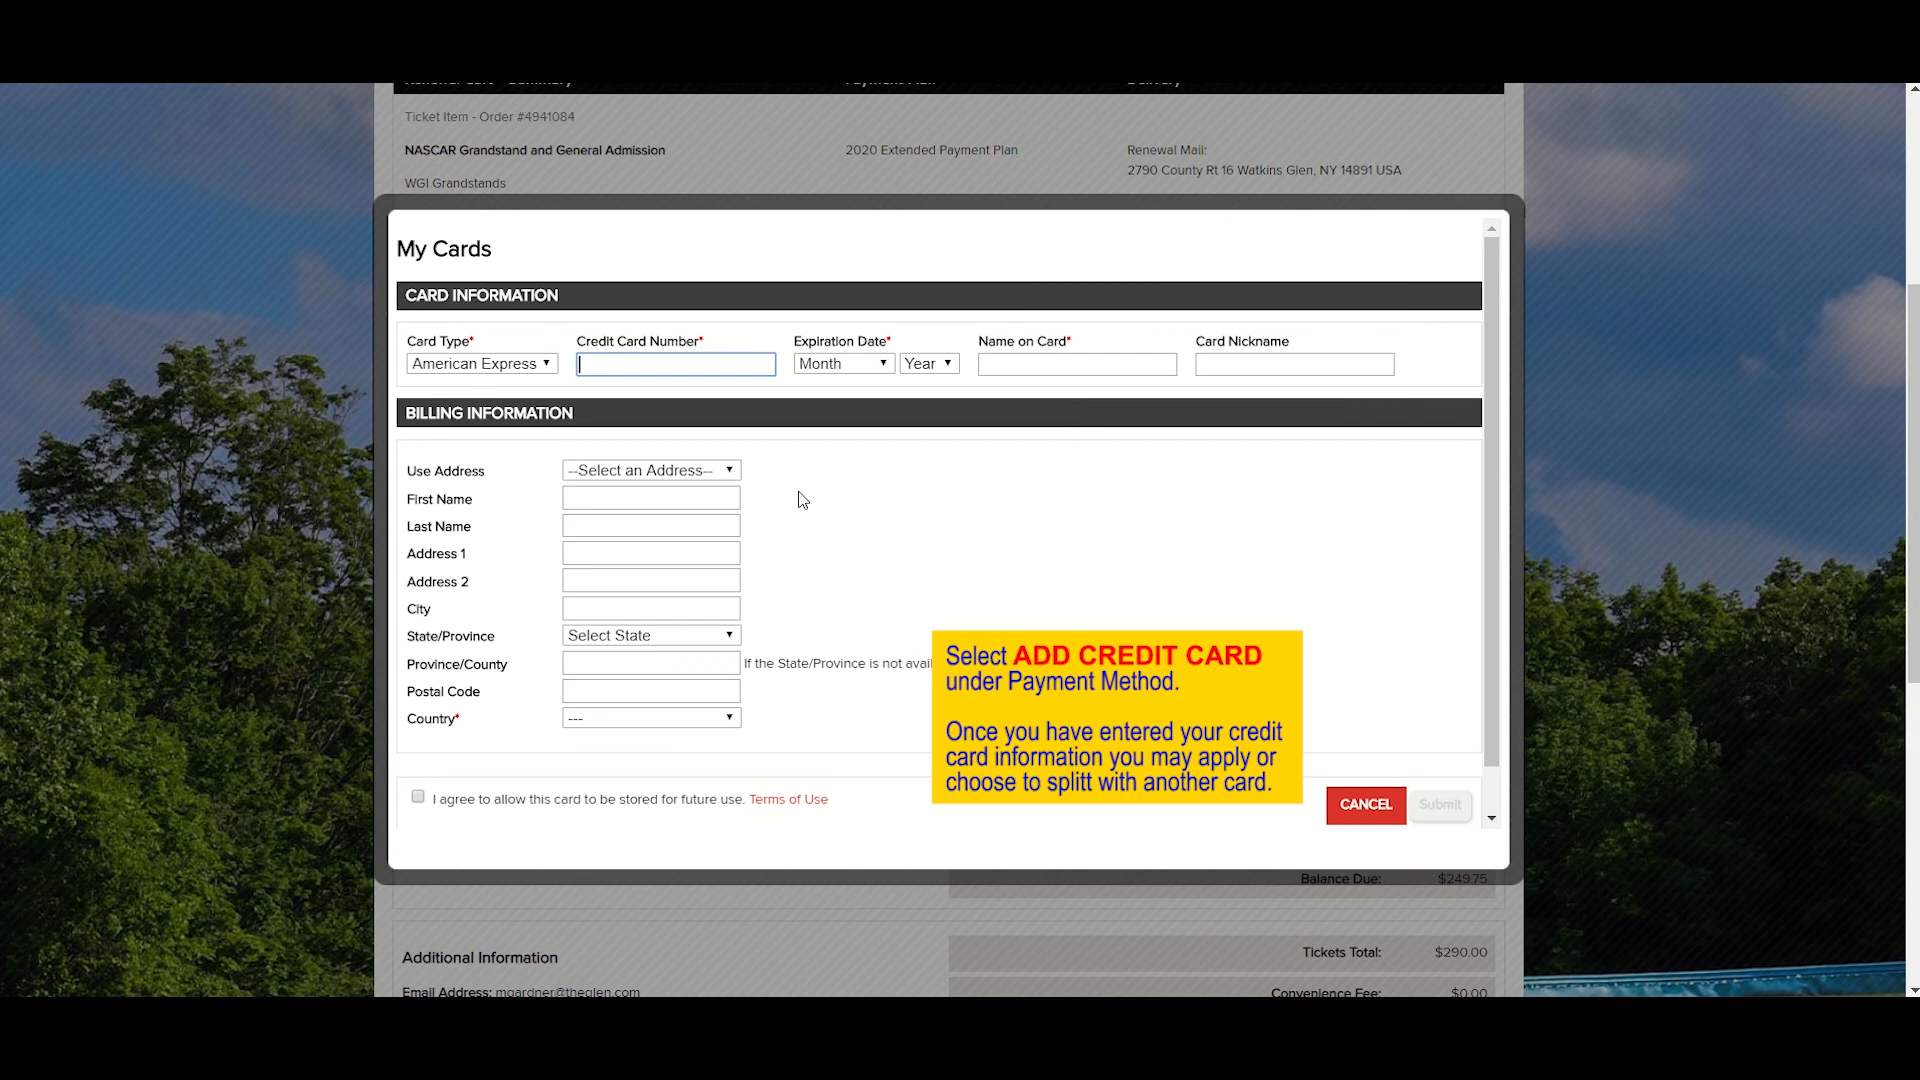 Ticket Item - Order #4941084
NASCAR Grandstand and General Admission
2020 Extended Payment Plan
Renewal Mail:
2790 County Rt 16 Watkins Glen, NY 14891 USA
WGI Grandstands
My Cards
CARD INFORMATION
Card Type* Credit Card Number* Expiration Date* Name on Card* Card Nickname
American Express Month Year
BILLING INFORMATION
Use Address --Select an Address--
First Name
Last Name
Address 1
Address 2
City
State/Province Select State
Province/County If the State/Province is not avail
Postal Code
Country* ---
Select ADD CREDIT CARD
under Payment Method.
Once you have entered your credit
card information you may apply or
choose to splitt with another card.
I agree to allow this card to be stored for future use. Terms of Use
CANCEL Submit
Balance Due: $249.75
Additional Information
Tickets Total: $290.00
Email Address: mgardner@theglen.com
Convenience Fee: $0.00